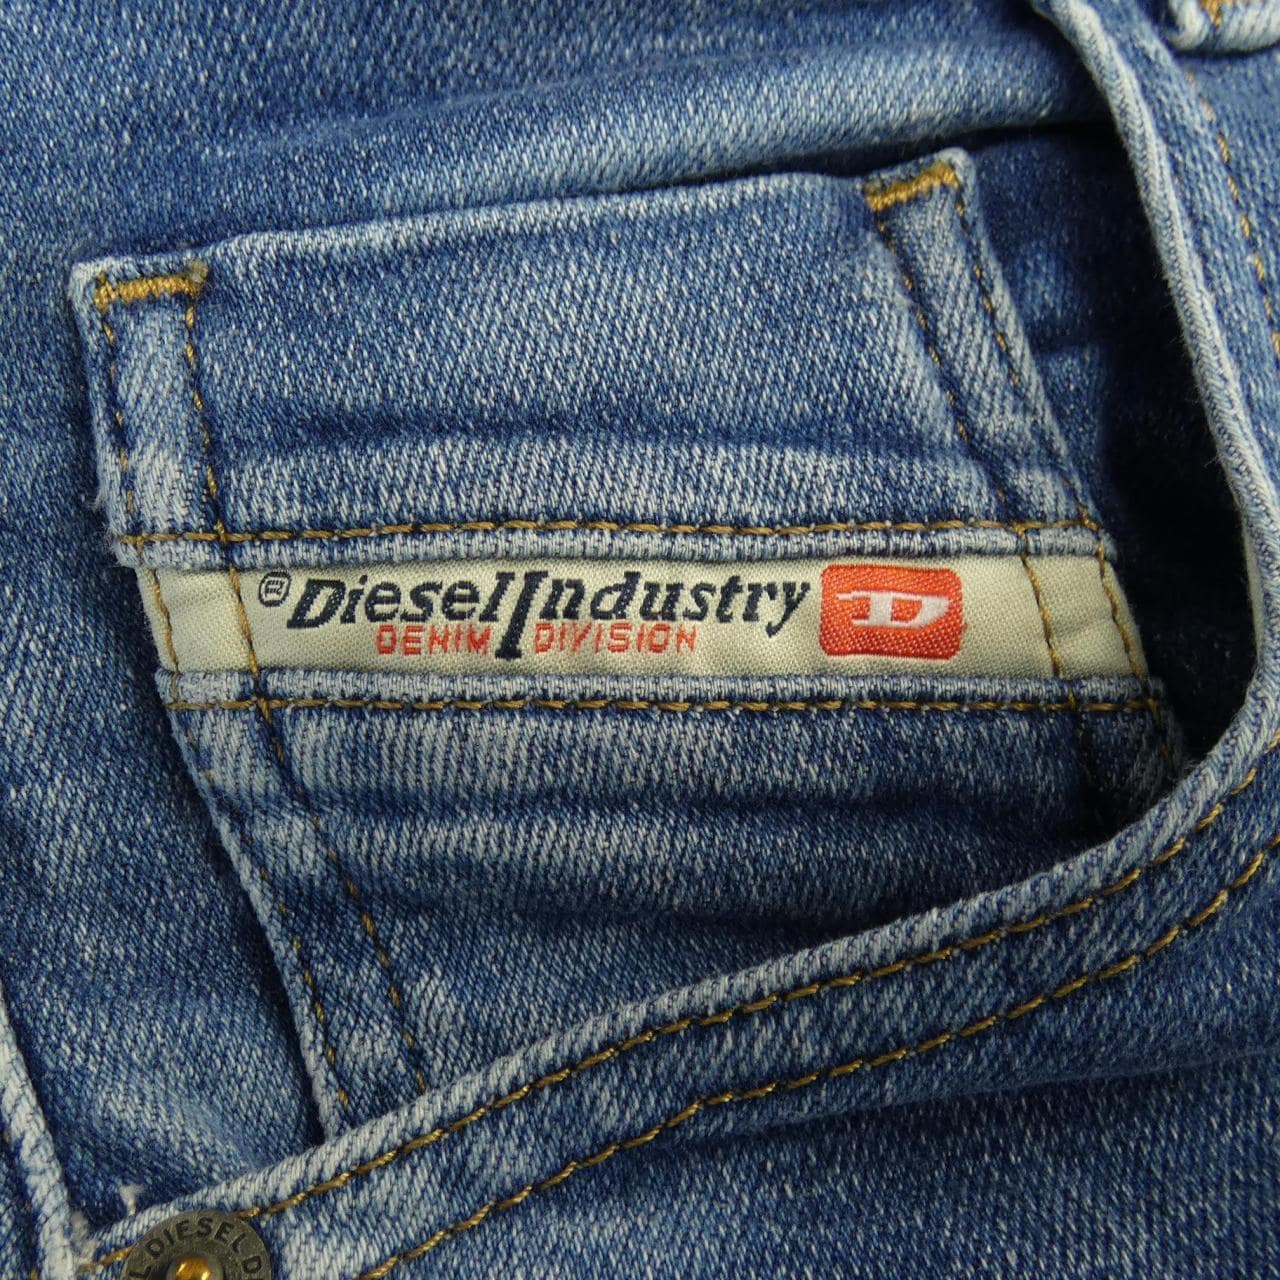 ® DieselIndustry D
DENIM DIVISION
DIESEL